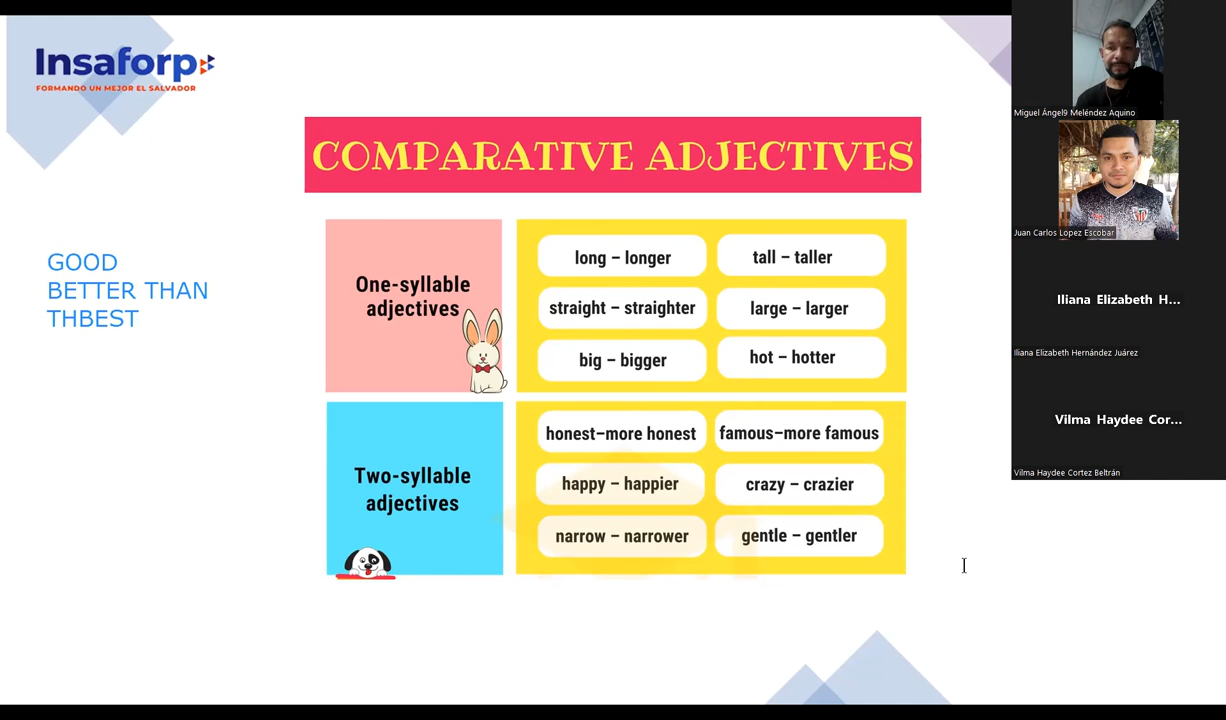 Insaforp
FORMANDO UN MEJOR EL SALVADOR
COMPARATIVE ADJECTIVES
GOOD
BETTER THAN
THBEST
One-syllable
adjectives
long – longer
tall – taller
straight – straighter
large – larger
big – bigger
hot – hotter
Two-syllable
adjectives
honest–more honest
famous–more famous
happy – happier
crazy – crazier
narrow – narrower
gentle – gentler
Miguel Ángel9 Meléndez Aquino
Juan Carlos Lopez Escobar
Iliana Elizabeth H...
Iliana Elizabeth Hernández Juárez
Vilma Haydee Cor...
Vilma Haydee Cortez Beltrán